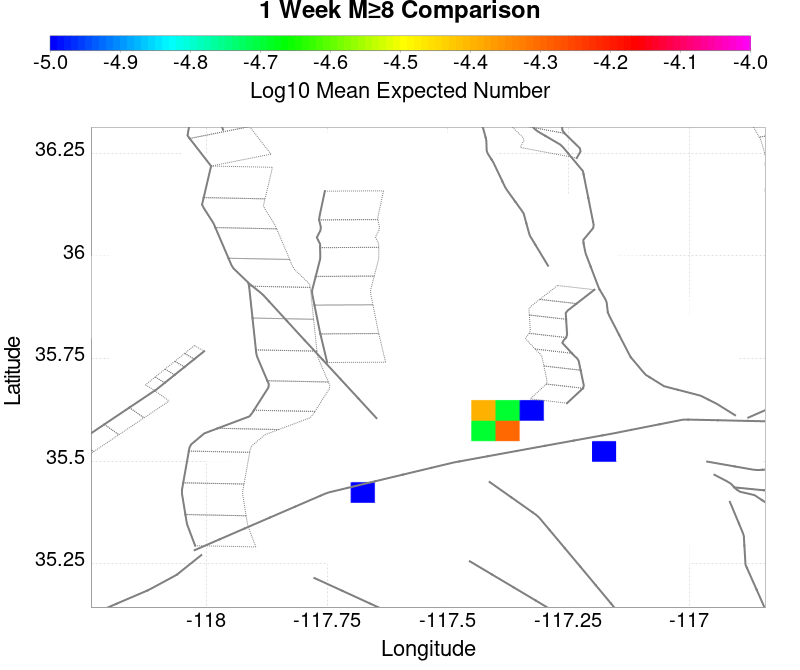 1 Week M≥8 Comparison
-5.0 -4.9 -4.8 -4.7 -4.6 -4.5 -4.4 -4.3 -4.2 -4.1 -4.0
Log10 Mean Expected Number
36.25
36
35.75
35.5
35.25
Latitude
-118 -117.75 -117.5 -117.25 -117
Longitude